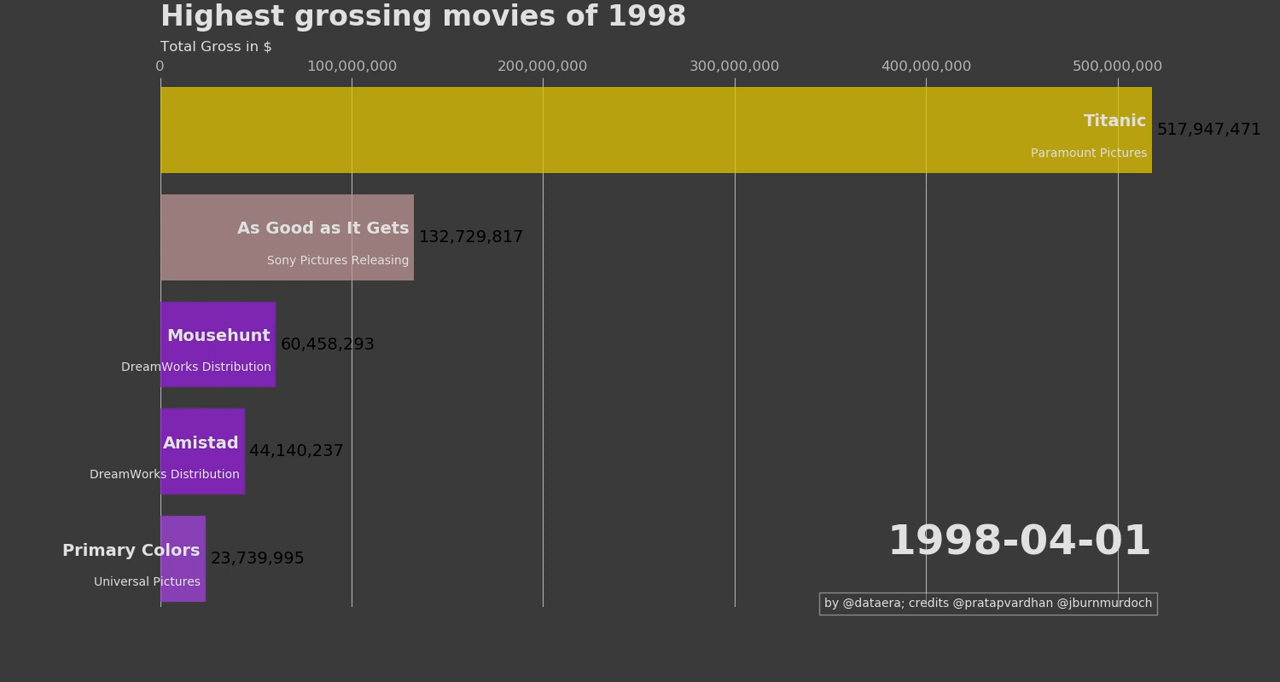 Highest grossing movies of 1998
Total Gross in $
0 100,000,000 200,000,000 300,000,000 400,000,000 500,000,000
Titanic
517,947,471
Paramount Pictures
As Good as It Gets
132,729,817
Sony Pictures Releasing
Mousehunt
60,458,293
DreamWorks Distribution
Amistad
44,140,237
DreamWorks Distribution
Primary Colors
23,739,995
Universal Pictures
1998-04-01
by @dataera; credits @pratapvardhan @jburnmurdoch